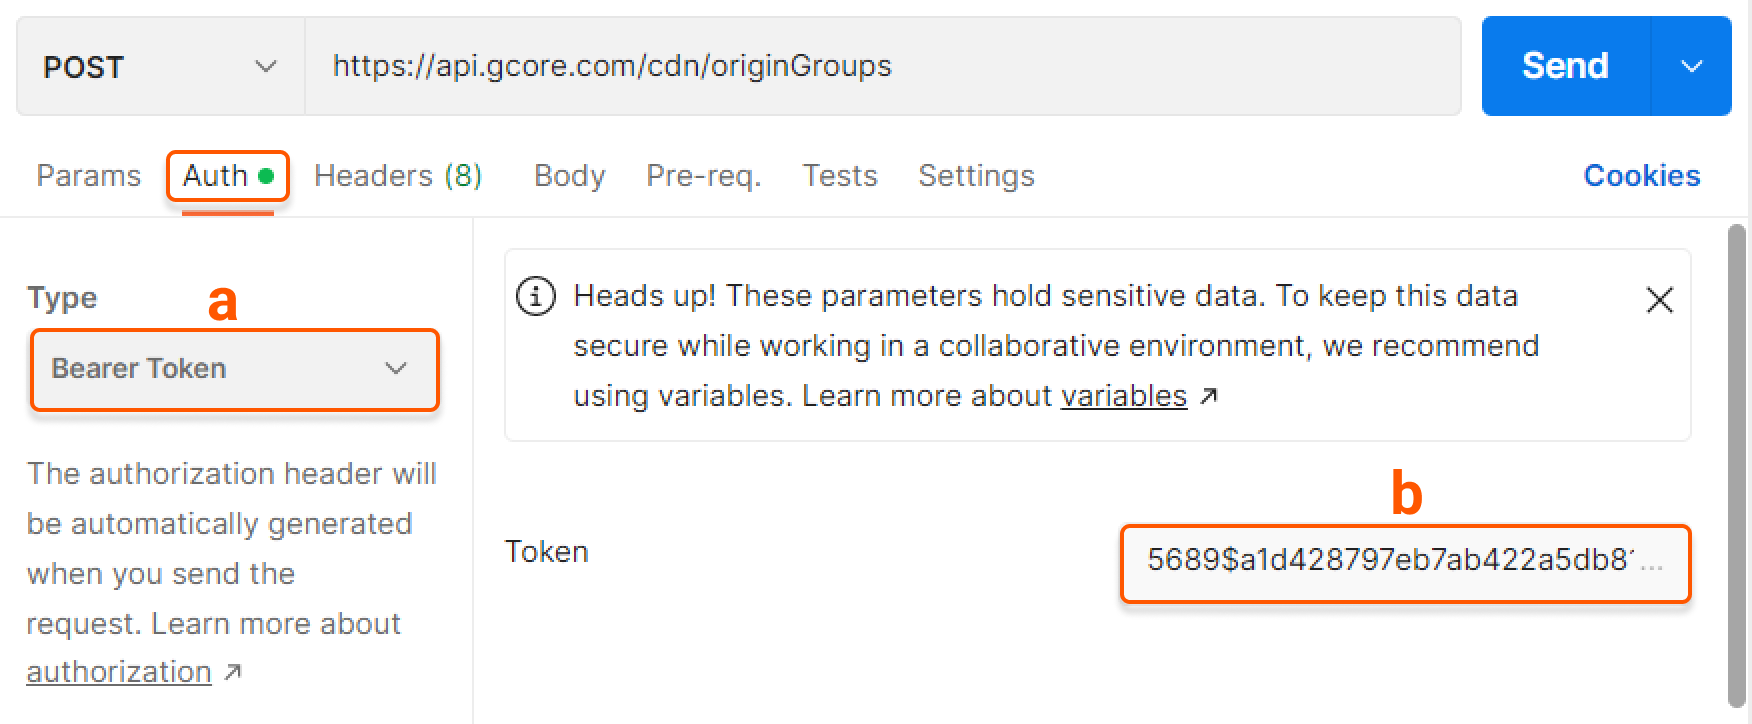 POST
https://api.gcore.com/cdn/originGroups
Send
Params
Auth
Headers (8)
Body
Pre-req.
Tests
Settings
Cookies
Type
a
Bearer Token
The authorization header will
be automatically generated
when you send the
request. Learn more about
authorization ↗
Heads up! These parameters hold sensitive data. To keep this data
secure while working in a collaborative environment, we recommend
using variables. Learn more about variables ↗
b
Token
5689$a1d428797eb7ab422a5db8...